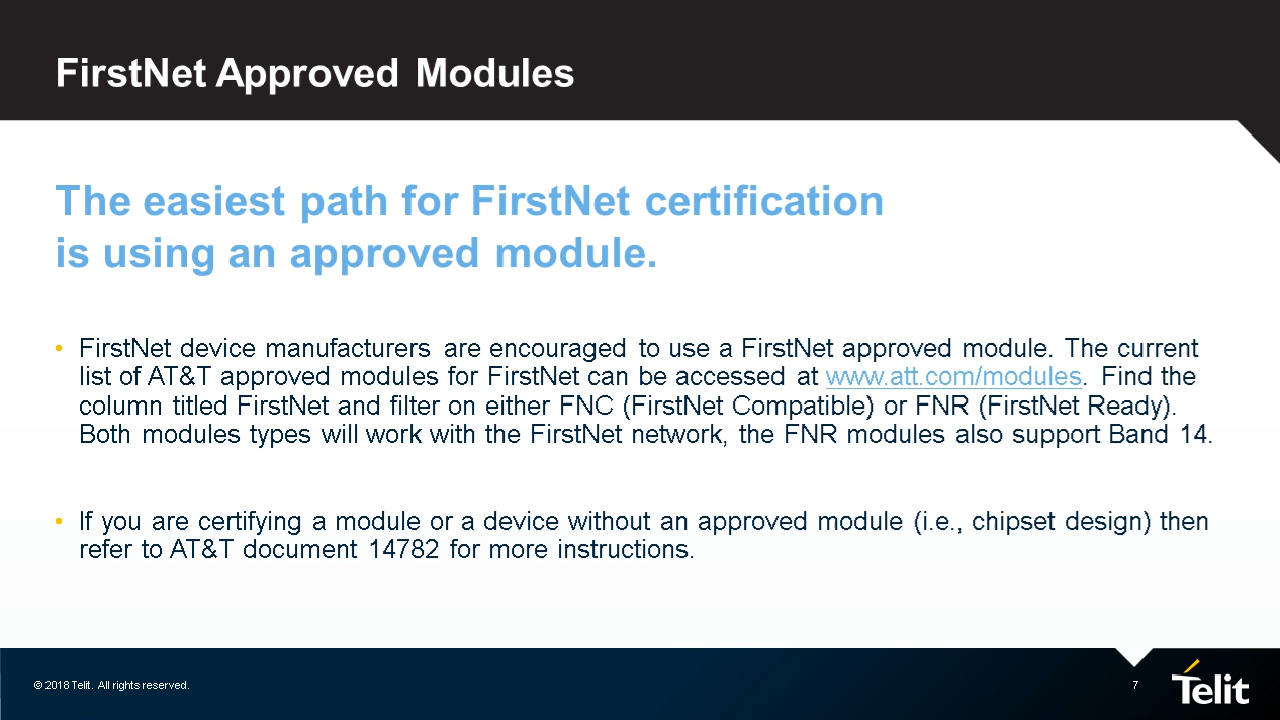 FirstNet Approved Modules
The easiest path for FirstNet certification
is using an approved module.
• FirstNet device manufacturers are encouraged to use a FirstNet approved module. The current
list of AT&T approved modules for FirstNet can be accessed at www.att.com/modules. Find the
column titled FirstNet and filter on either FNC (FirstNet Compatible) or FNR (FirstNet Ready).
Both modules types will work with the FirstNet network, the FNR modules also support Band 14.
• If you are certifying a module or a device without an approved module (i.e., chipset design) then
refer to AT&T document 14782 for more instructions.
© 2018 Telit. All rights reserved.
7
Telit